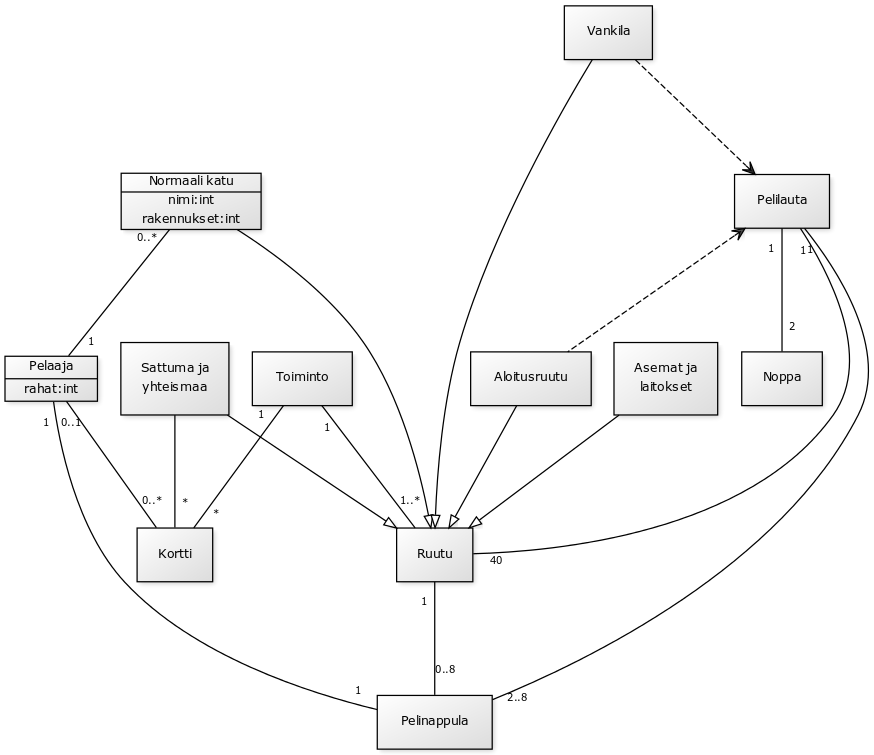 Vankila
Normaali katu
nimi:int
rakennukset:int
Pelilauta
0..*
1
1
1
1
2
Pelaaja
rahat:int
Sattuma ja
yhteismaa
Toiminto
Aloitusruutu
Asemat ja
laitokset
Noppa
1
0..1
1
1
0..*
*
*
1..*
Kortti
Ruutu
40
1
0..8
1
2..8
Pelinappula